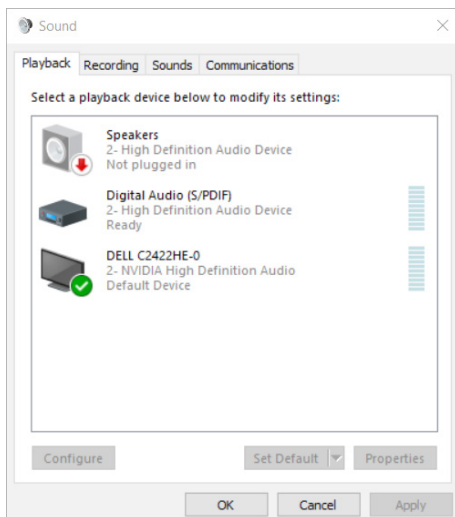 Sound
Playback Recording Sounds Communications
Select a playback device below to modify its settings:
Speakers
2- High Definition Audio Device
Not plugged in
Digital Audio (S/PDIF)
2- High Definition Audio Device
Ready
DELL C2422HE-0
2- NVIDIA High Definition Audio
Default Device
Configure Set Default Properties
OK Cancel Apply